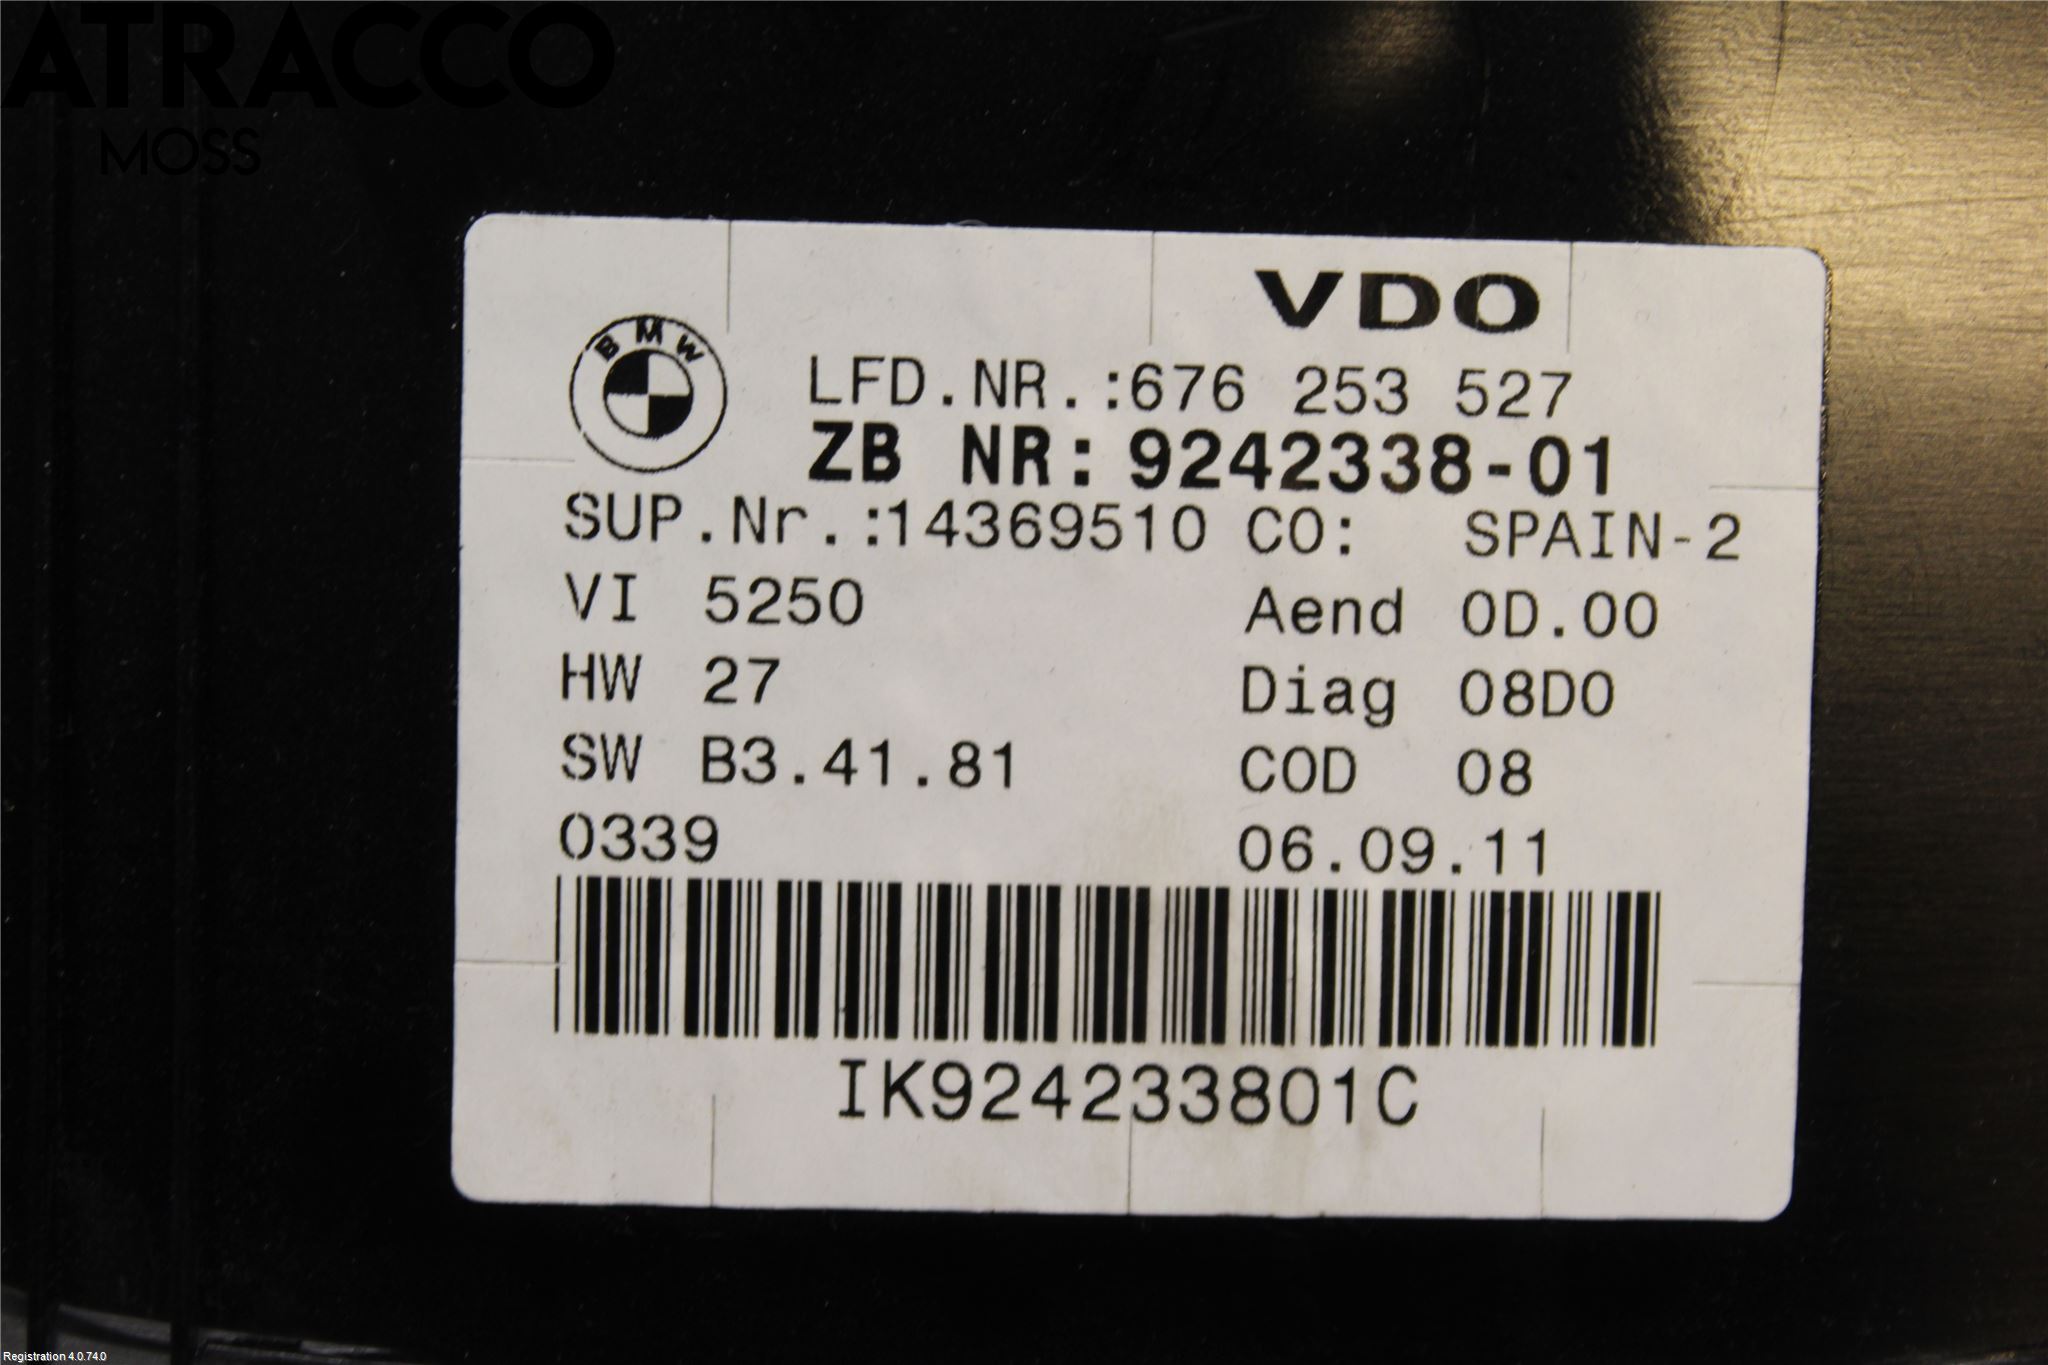 ATRACCO
MOSS
VDO
BMW
LFD.NR.:676 253 527
ZB NR: 9242338-01
SUP.Nr.:14369510 CO: SPAIN-2
VI 5250 Aend 0D.00
HW 27 Diag 08D0
SW B3.41.81 COD 08
0339 06.09.11
IK924233801C
Registration 4.0.74.0